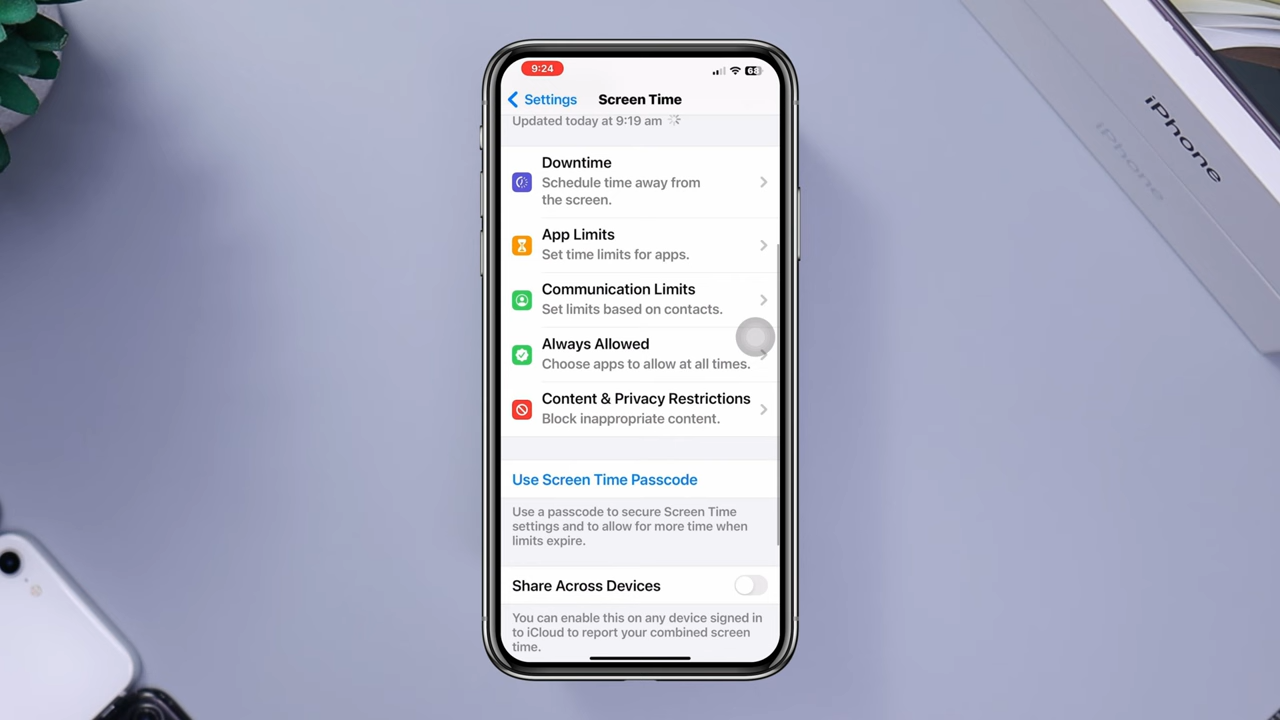 9:24
68
Settings
Screen Time
Updated today at 9:19 am
Downtime
Schedule time away from
the screen.
App Limits
Set time limits for apps.
Communication Limits
Set limits based on contacts.
Always Allowed
Choose apps to allow at all times.
Content & Privacy Restrictions
Block inappropriate content.
Use Screen Time Passcode
Use a passcode to secure Screen Time
settings and to allow for more time when
limits expire.
Share Across Devices
You can enable this on any device signed in
to iCloud to report your combined screen
time.
iPhone
iPhone